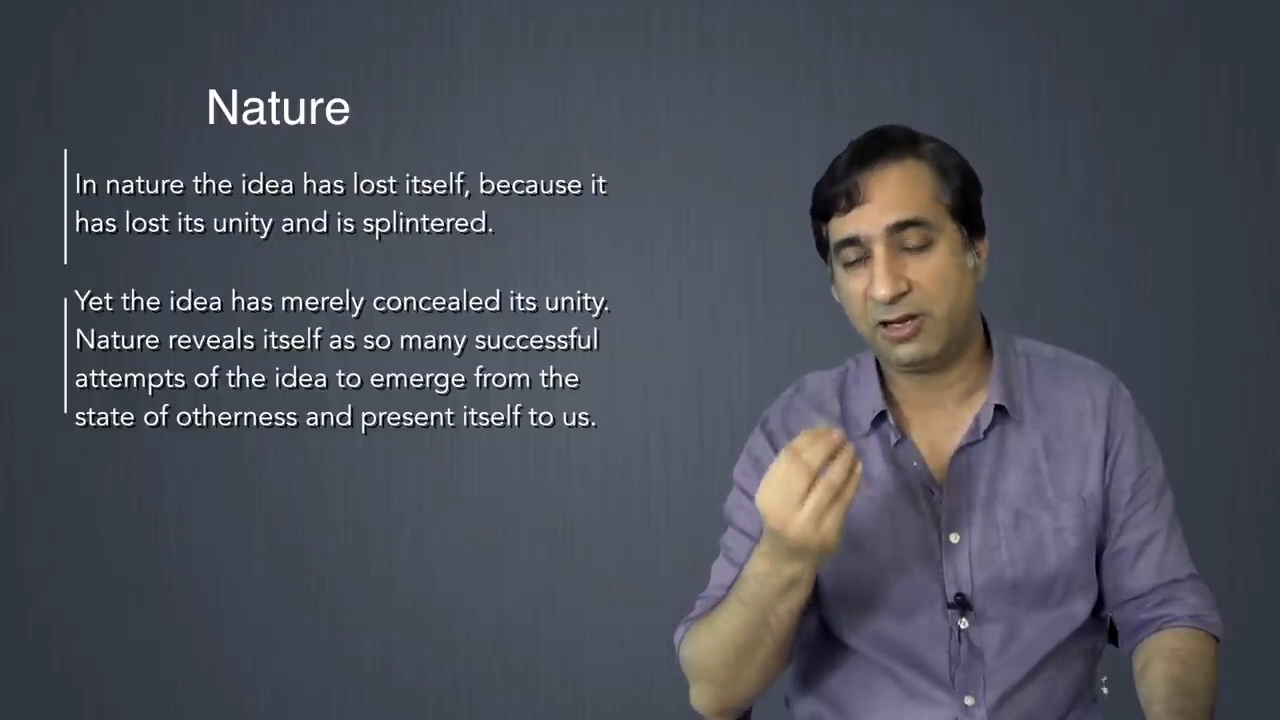 Nature
In nature the idea has lost itself, because it
has lost its unity and is splintered.
Yet the idea has merely concealed its unity.
Nature reveals itself as so many successful
attempts of the idea to emerge from the
state of otherness and present itself to us.